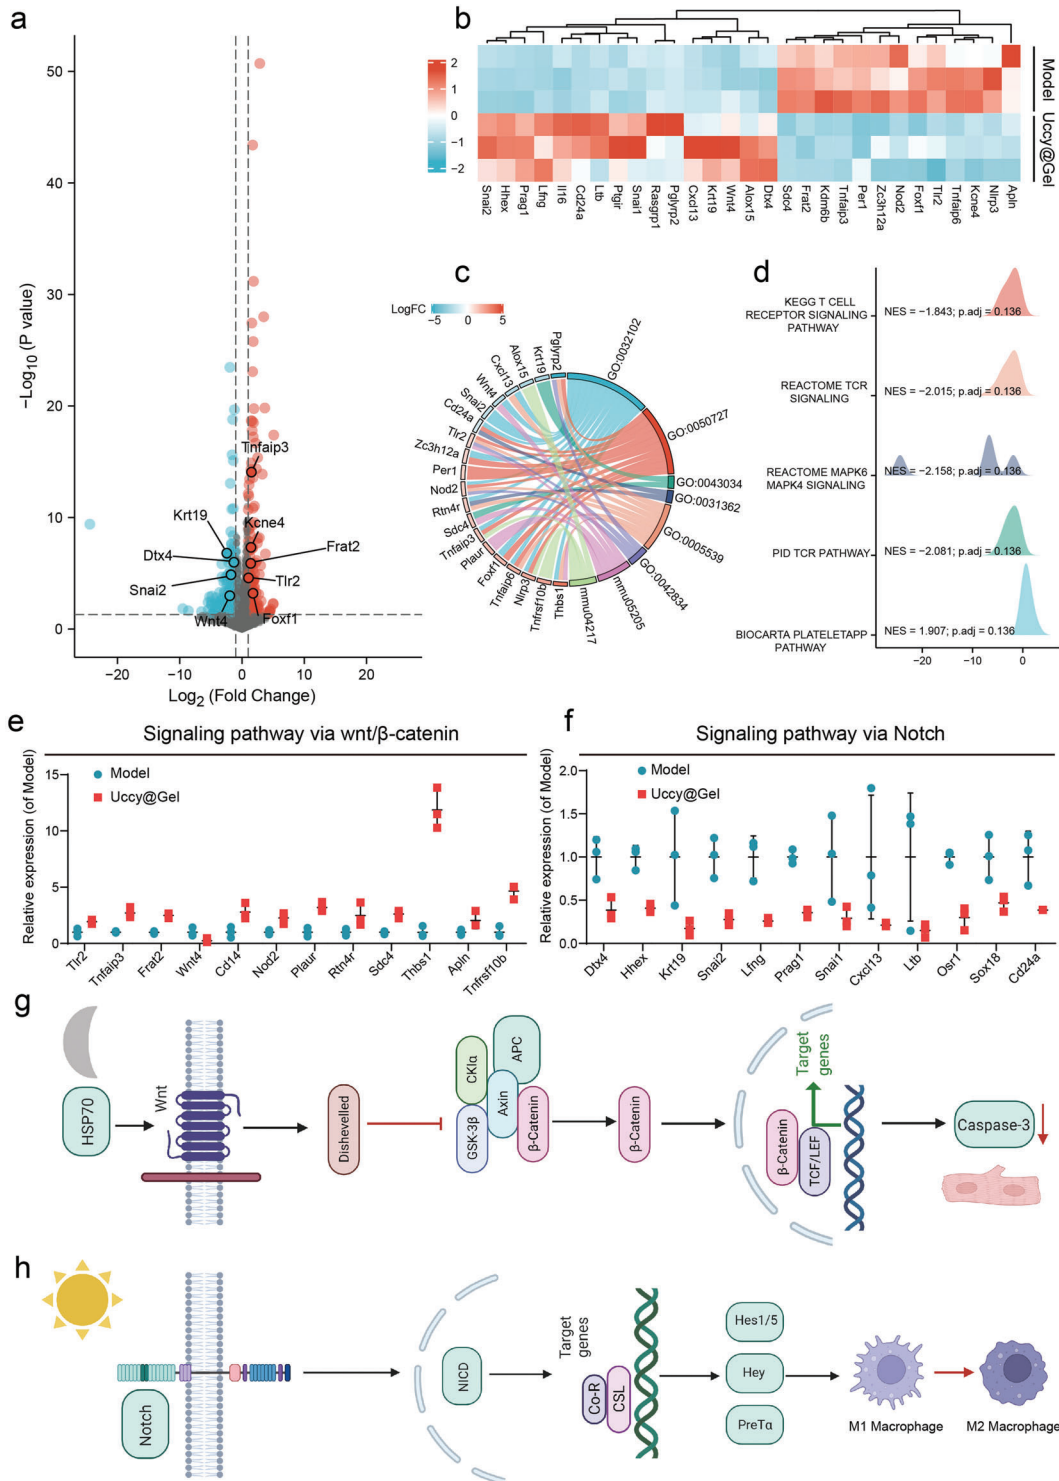 a
−Log10 (P value)
50
40
30
20
10
0
−20
−10
0
10
20
Log2 (Fold Change)
Tnfaip3
Krt19
Kcne4
Dtx4
Frat2
Snai2
Tlr2
Wnt4
Foxf1
b
2
1
0
−1
−2
Model
Uccy@Gel
Snai2
Hhex
Prag1
Lfng
Il16
Cd24a
Ltb
Ptgir
Snai1
Rasgrp1
Pglyrp2
Cxcl13
Krt19
Wnt4
Alox15
Dtx4
Sdc4
Frat2
Kdm6b
Tnfaip3
Per1
Zc3h12a
Nod2
Foxf1
Tlr2
Tnfaip6
Kcne4
Nlrp3
Apln
c
LogFC
−5
0
5
Pglyrp2
Krt19
Alox15
Cxcl13
Wnt4
Snai2
Cd24a
Tlr2
Zc3h12a
Per1
Nod2
Rtn4r
Sdc4
Tnfaip3
Plaur
Foxf1
Tnfaip6
Nlrp3
Tnfrsf10b
Thbs1
GO:0032102
GO:0050727
GO:0043034
GO:0031362
GO:0005539
GO:0042834
mmu05205
mmu04217
d
KEGG T CELL
RECEPTOR SIGNALING
PATHWAY
NES = −1.843; p.adj = 0.136
REACTOME TCR
SIGNALING
NES = −2.015; p.adj = 0.136
REACTOME MAPK6
MAPK4 SIGNALING
NES = −2.158; p.adj = 0.136
PID TCR PATHWAY
NES = −2.081; p.adj = 0.136
BIOCARTA PLATELETAPP
PATHWAY
NES = 1.907; p.adj = 0.136
−20
−10
0
e
Signaling pathway via wnt/β-catenin
Relative expression (of Model)
15
10
5
0
Model
Uccy@Gel
Tlr2
Tnfaip3
Frat2
Wnt4
Cd14
Nod2
Plaur
Rtn4r
Sdc4
Thbs1
Apln
Tnfrsf10b
f
Signaling pathway via Notch
Relative expression (of Model)
2.0
1.5
1.0
0.5
0.0
Model
Uccy@Gel
Dtx4
Hhex
Krt19
Snai2
Lfng
Prag1
Snai1
Cxcl13
Ltb
Osr1
Sox18
Cd24a
g
HSP70
Wnt
Dishevelled
CKIα
APC
GSK-3β
Axin
β-Catenin
β-Catenin
β-Catenin
TCF/LEF
Target
genes
Caspase-3
h
Notch
NICD
Target
genes
Co-R
CSL
Hes1/5
Hey
PreTα
M1 Macrophage
M2 Macrophage